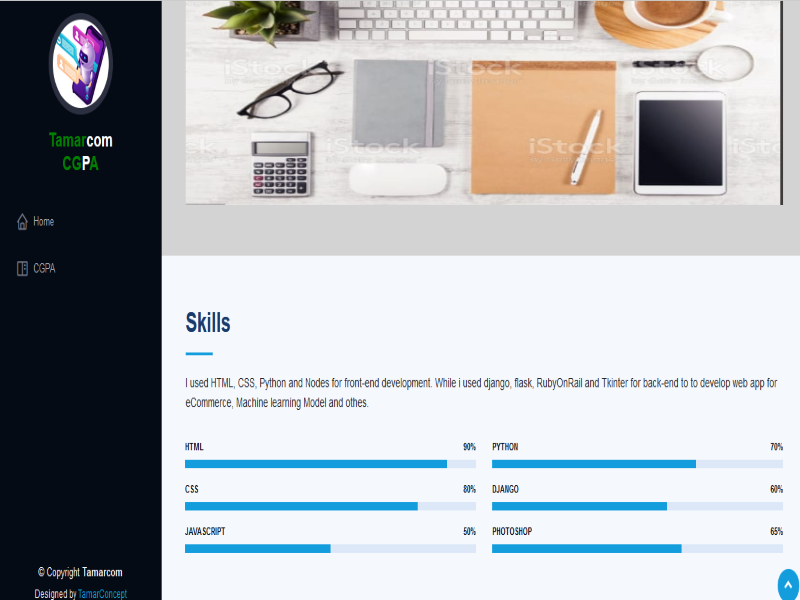 Tamarcom
CGPA
Home
CGPA
© Copyright Tamarcom
Designed by TamarConcept
iStock
iStock
iStock
iStock
Skills
I used HTML, CSS, Python and Nodes for front-end development. While i used django, flask, RubyOnRail and Tkinter for back-end to to develop web app for
eCommerce, Machine learning Model and othes.
HTML 90%
PYTHON 70%
CSS 80%
DJANGO 60%
JAVASCRIPT 50%
PHOTOSHOP 65%